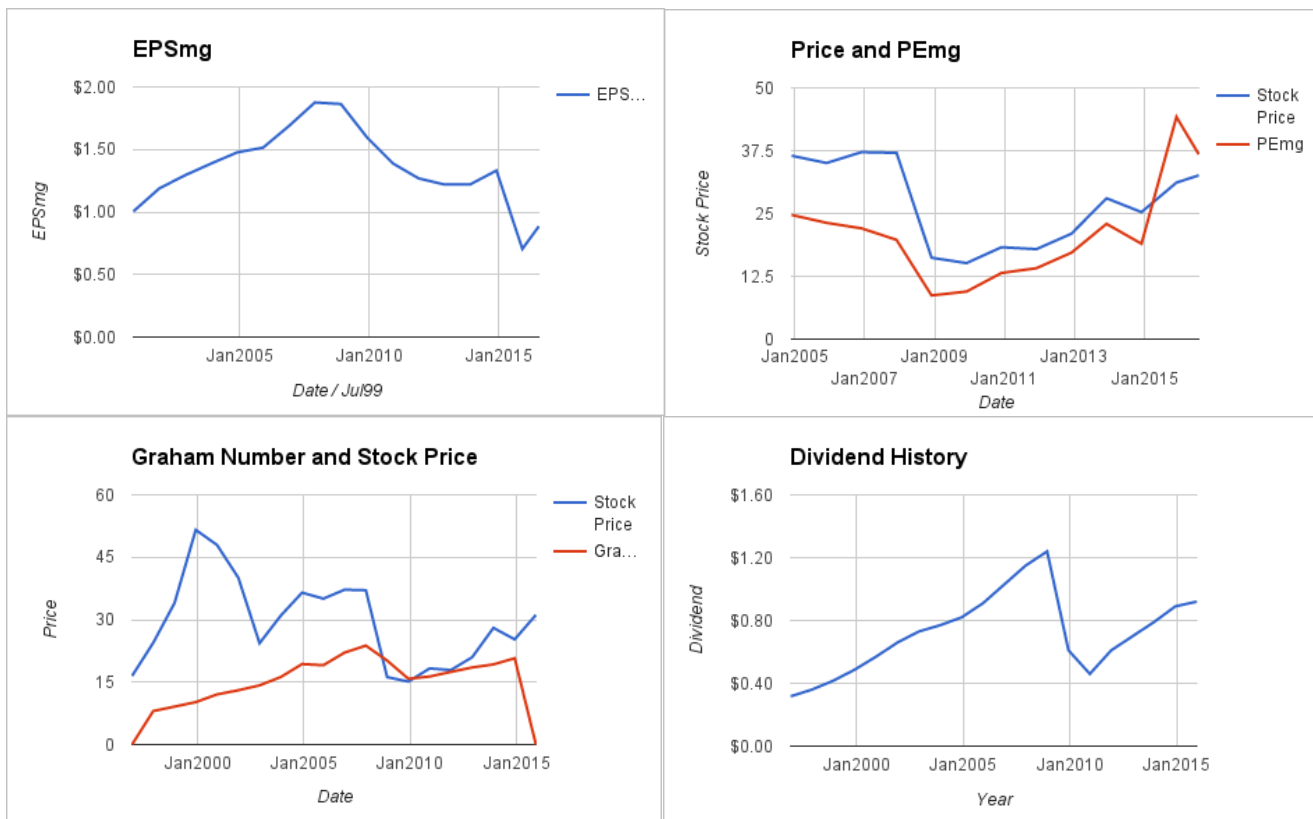 EPSmg
$2.00
$1.50
$1.00
$0.50
$0.00
EPSmg
Jan2005 Jan2010 Jan2015
Date / Jul99
EPS...
Price and PEmg
50
37.5
25
12.5
0
Stock Price
Jan2005 Jan2009 Jan2013
Jan2007 Jan2011 Jan2015
Date
Stock
Price
PEmg
Graham Number and Stock Price
60
45
30
15
0
Price
Jan2000 Jan2005 Jan2010 Jan2015
Date
Stock
Price
Gra...
Dividend History
$1.60
$1.20
$0.80
$0.40
$0.00
Dividend
Jan2000 Jan2005 Jan2010 Jan2015
Year